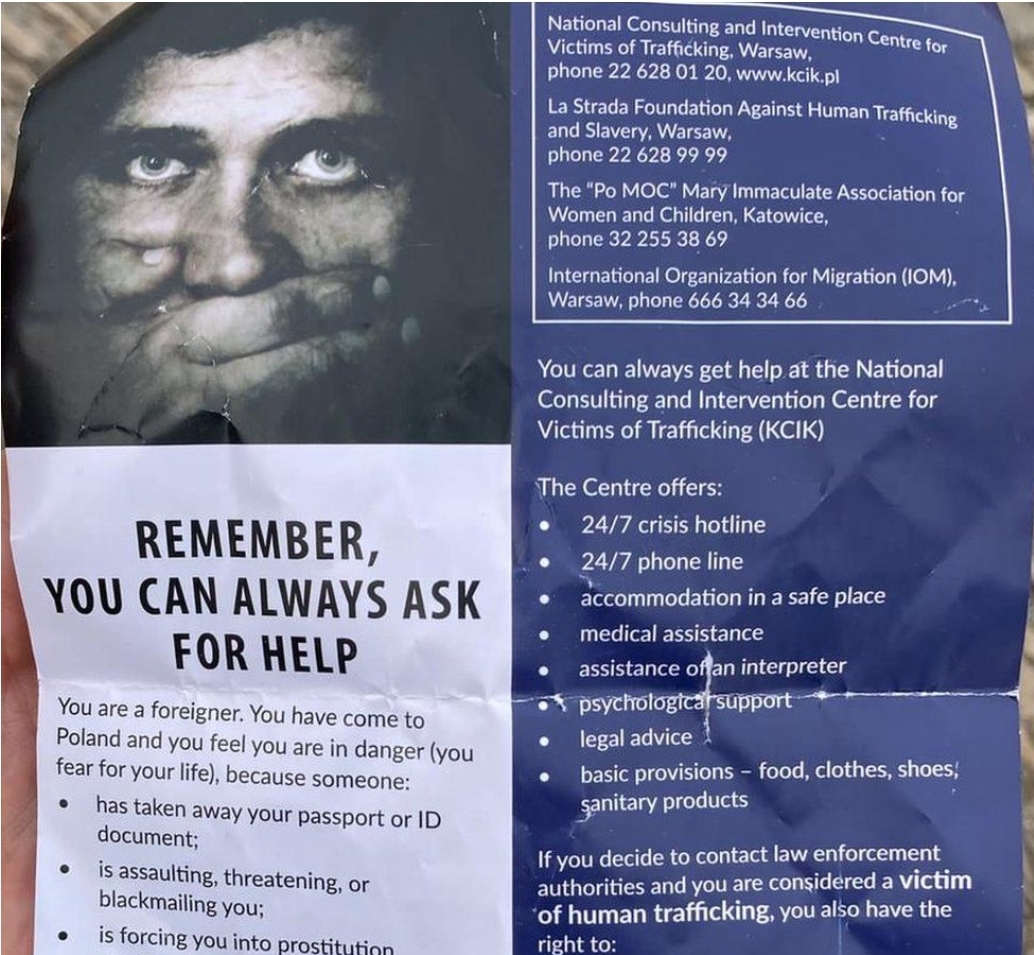 REMEMBER,
YOU CAN ALWAYS ASK
FOR HELP
You are a foreigner. You have come to
Poland and you feel you are in danger (you
fear for your life), because someone:
• has taken away your passport or ID
document;
• is assaulting, threatening, or
blackmailing you;
• is forcing you into prostitution
National Consulting and Intervention Centre for
Victims of Trafficking, Warsaw,
phone 22 628 01 20, www.kcik.pl
La Strada Foundation Against Human Trafficking
and Slavery, Warsaw,
phone 22 628 99 99
The “Po MOC” Mary Immaculate Association for
Women and Children, Katowice,
phone 32 255 38 69
International Organization for Migration (IOM),
Warsaw, phone 666 34 34 66
You can always get help at the National
Consulting and Intervention Centre for
Victims of Trafficking (KCIK)
The Centre offers:
• 24/7 crisis hotline
• 24/7 phone line
• accommodation in a safe place
• medical assistance
• assistance of an interpreter
• psychological support
• legal advice
• basic provisions – food, clothes, shoes,
sanitary products
If you decide to contact law enforcement
authorities and you are considered a victim
of human trafficking, you also have the
right to: